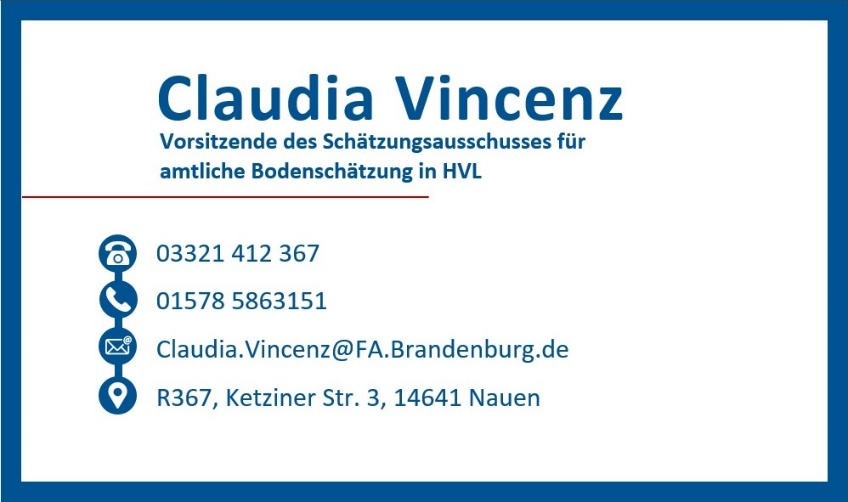 Claudia Vincenz
Vorsitzende des Schätzungsausschusses für
amtliche Bodenschätzung in HVL
03321 412 367
01578 5863151
Claudia.Vincenz@FA.Brandenburg.de
R367, Ketziner Str. 3, 14641 Nauen